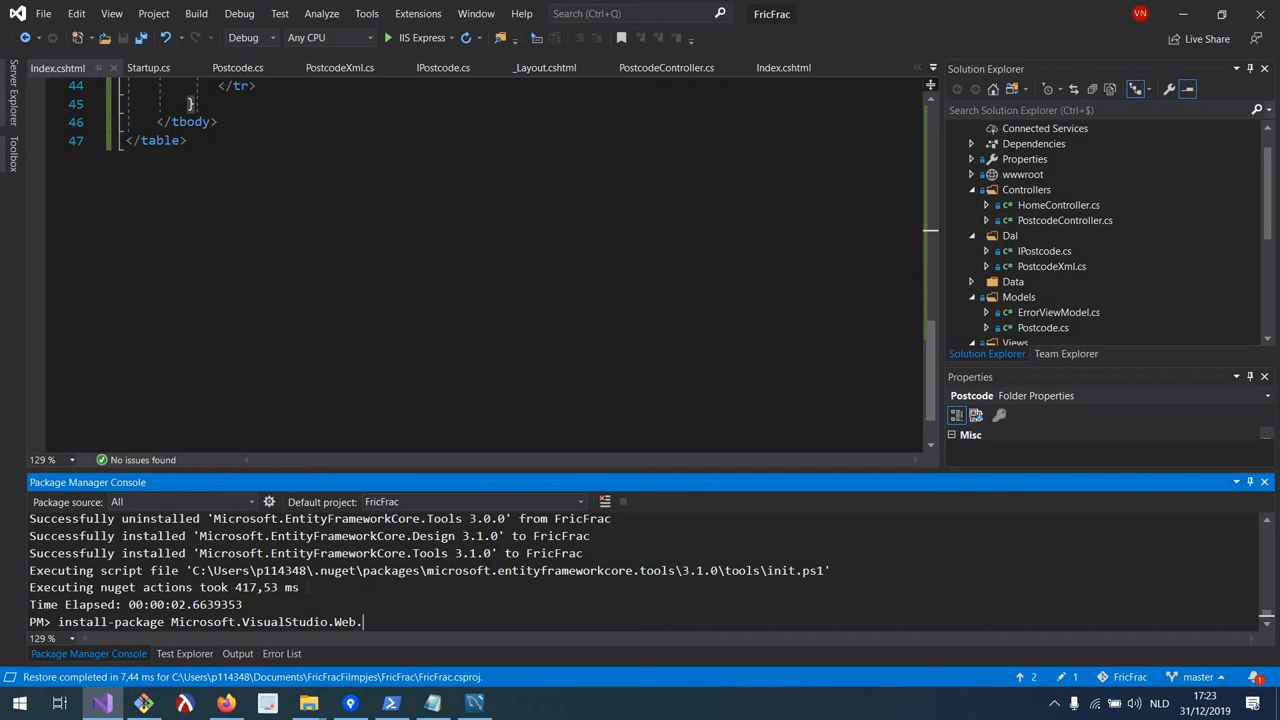 File Edit View Project Build Debug Test Analyze Tools Extensions Window Help Search (Ctrl+Q) FricFrac VN
Debug Any CPU IIS Express Live Share
Index.cshtml Startup.cs Postcode.cs PostcodeXml.cs IPostcode.cs _Layout.cshtml PostcodeController.cs Index.cshtml
Server Explorer
Toolbox
44 </tr>
45 }
46 </tbody>
47 </table>
129 % No issues found
Solution Explorer
Search Solution Explorer (Ctrl+$)
Connected Services
Dependencies
Properties
wwwroot
Controllers
HomeController.cs
PostcodeController.cs
Dal
IPostcode.cs
PostcodeXml.cs
Data
Models
ErrorViewModel.cs
Postcode.cs
Views
Solution Explorer Team Explorer
Properties
Postcode Folder Properties
Misc
Package Manager Console
Package source: All Default project: FricFrac
Successfully uninstalled 'Microsoft.EntityFrameworkCore.Tools 3.0.0' from FricFrac
Successfully installed 'Microsoft.EntityFrameworkCore.Design 3.1.0' to FricFrac
Successfully installed 'Microsoft.EntityFrameworkCore.Tools 3.1.0' to FricFrac
Executing script file 'C:\Users\p114348\.nuget\packages\microsoft.entityframeworkcore.tools\3.1.0\tools\init.ps1'
Executing nuget actions took 417,53 ms
Time Elapsed: 00:00:02.6639353
PM> install-package Microsoft.VisualStudio.Web.
129 %
Package Manager Console Test Explorer Output Error List
Restore completed in 7,44 ms for C:\Users\p114348\Documents\FricFracFilmpjes\FricFrac\FricFrac.csproj. 2 1 FricFrac master 1
NLD 17:23
31/12/2019